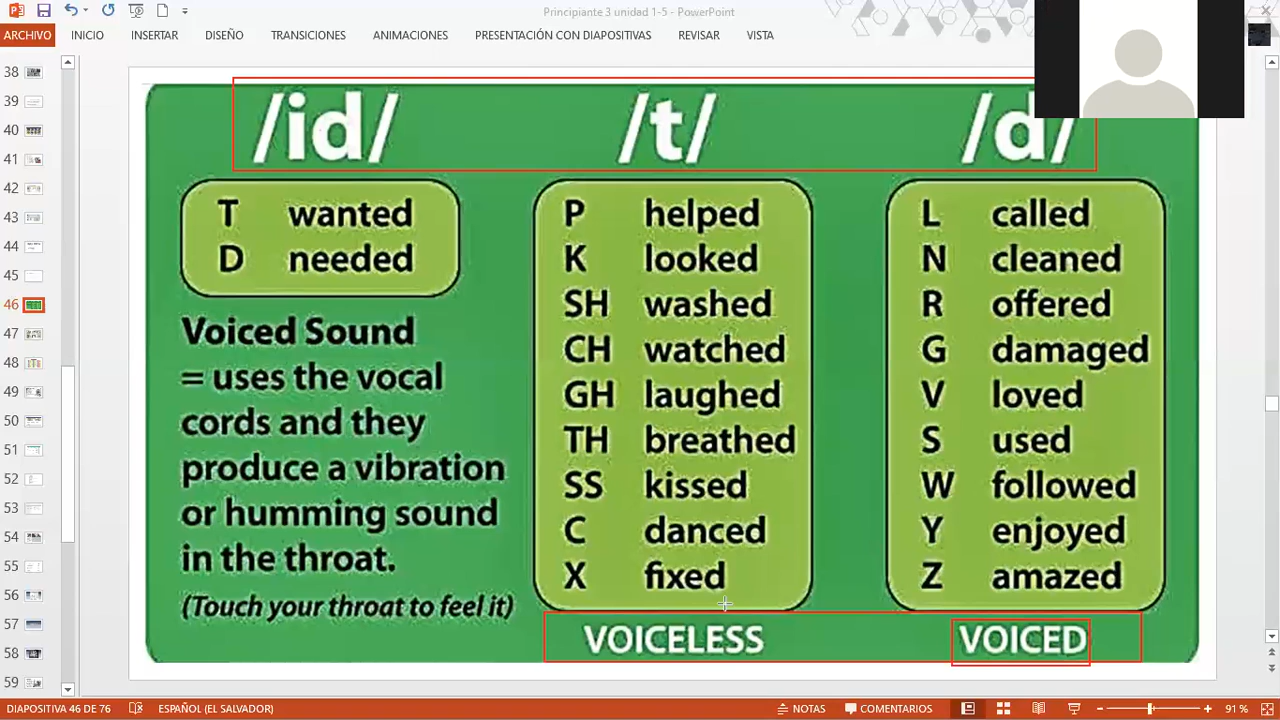 Principiante 3 unidad 1-5 - PowerPoint
ARCHIVO INICIO INSERTAR DISEÑO TRANSICIONES ANIMACIONES PRESENTACIÓN CON DIAPOSITIVAS REVISAR VISTA
38
39
40
41
42
43
44
45
46
47
48
49
50
51
52
53
54
55
56
57
58
59
/id/ /t/ /d/
T wanted
D needed
Voiced Sound
= uses the vocal
cords and they
produce a vibration
or humming sound
in the throat.
(Touch your throat to feel it)
P helped
K looked
SH washed
CH watched
GH laughed
TH breathed
SS kissed
C danced
X fixed
VOICELESS
L called
N cleaned
R offered
G damaged
V loved
S used
W followed
Y enjoyed
Z amazed
VOICED
DIAPOSITIVA 46 DE 76 ESPAÑOL (EL SALVADOR) NOTAS COMENTARIOS 91 %